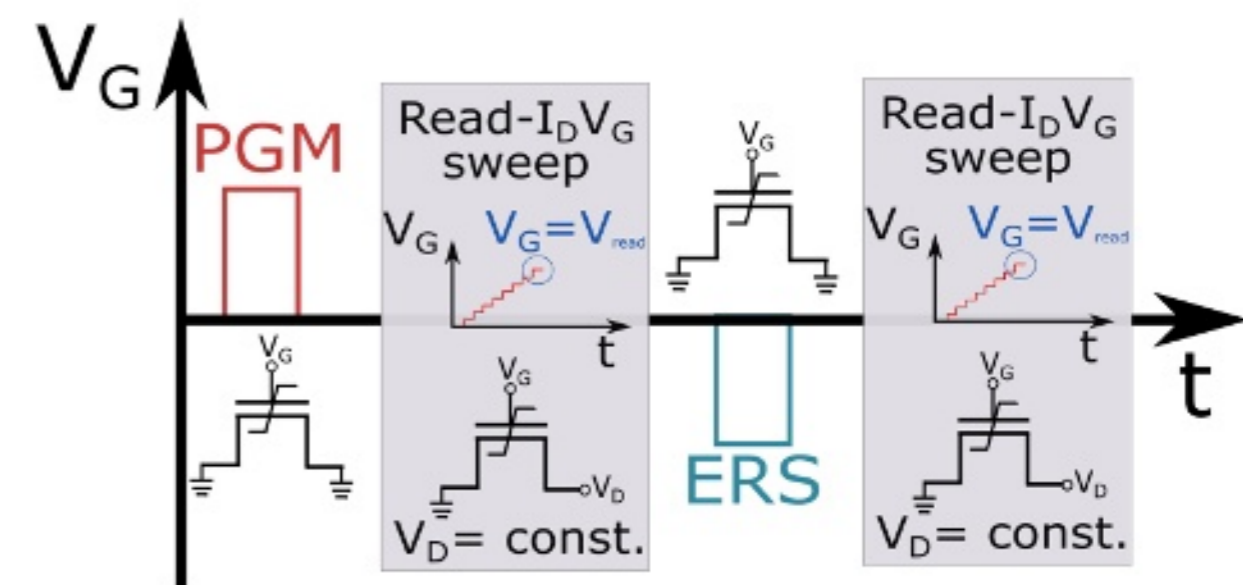 V_G
PGM
V_G
Read-I_DV_G
sweep
V_G
V_G=V_read
t
V_G
V_D
V_D= const.
V_G
ERS
Read-I_DV_G
sweep
V_G
V_G=V_read
t
V_G
V_D
V_D= const.
t